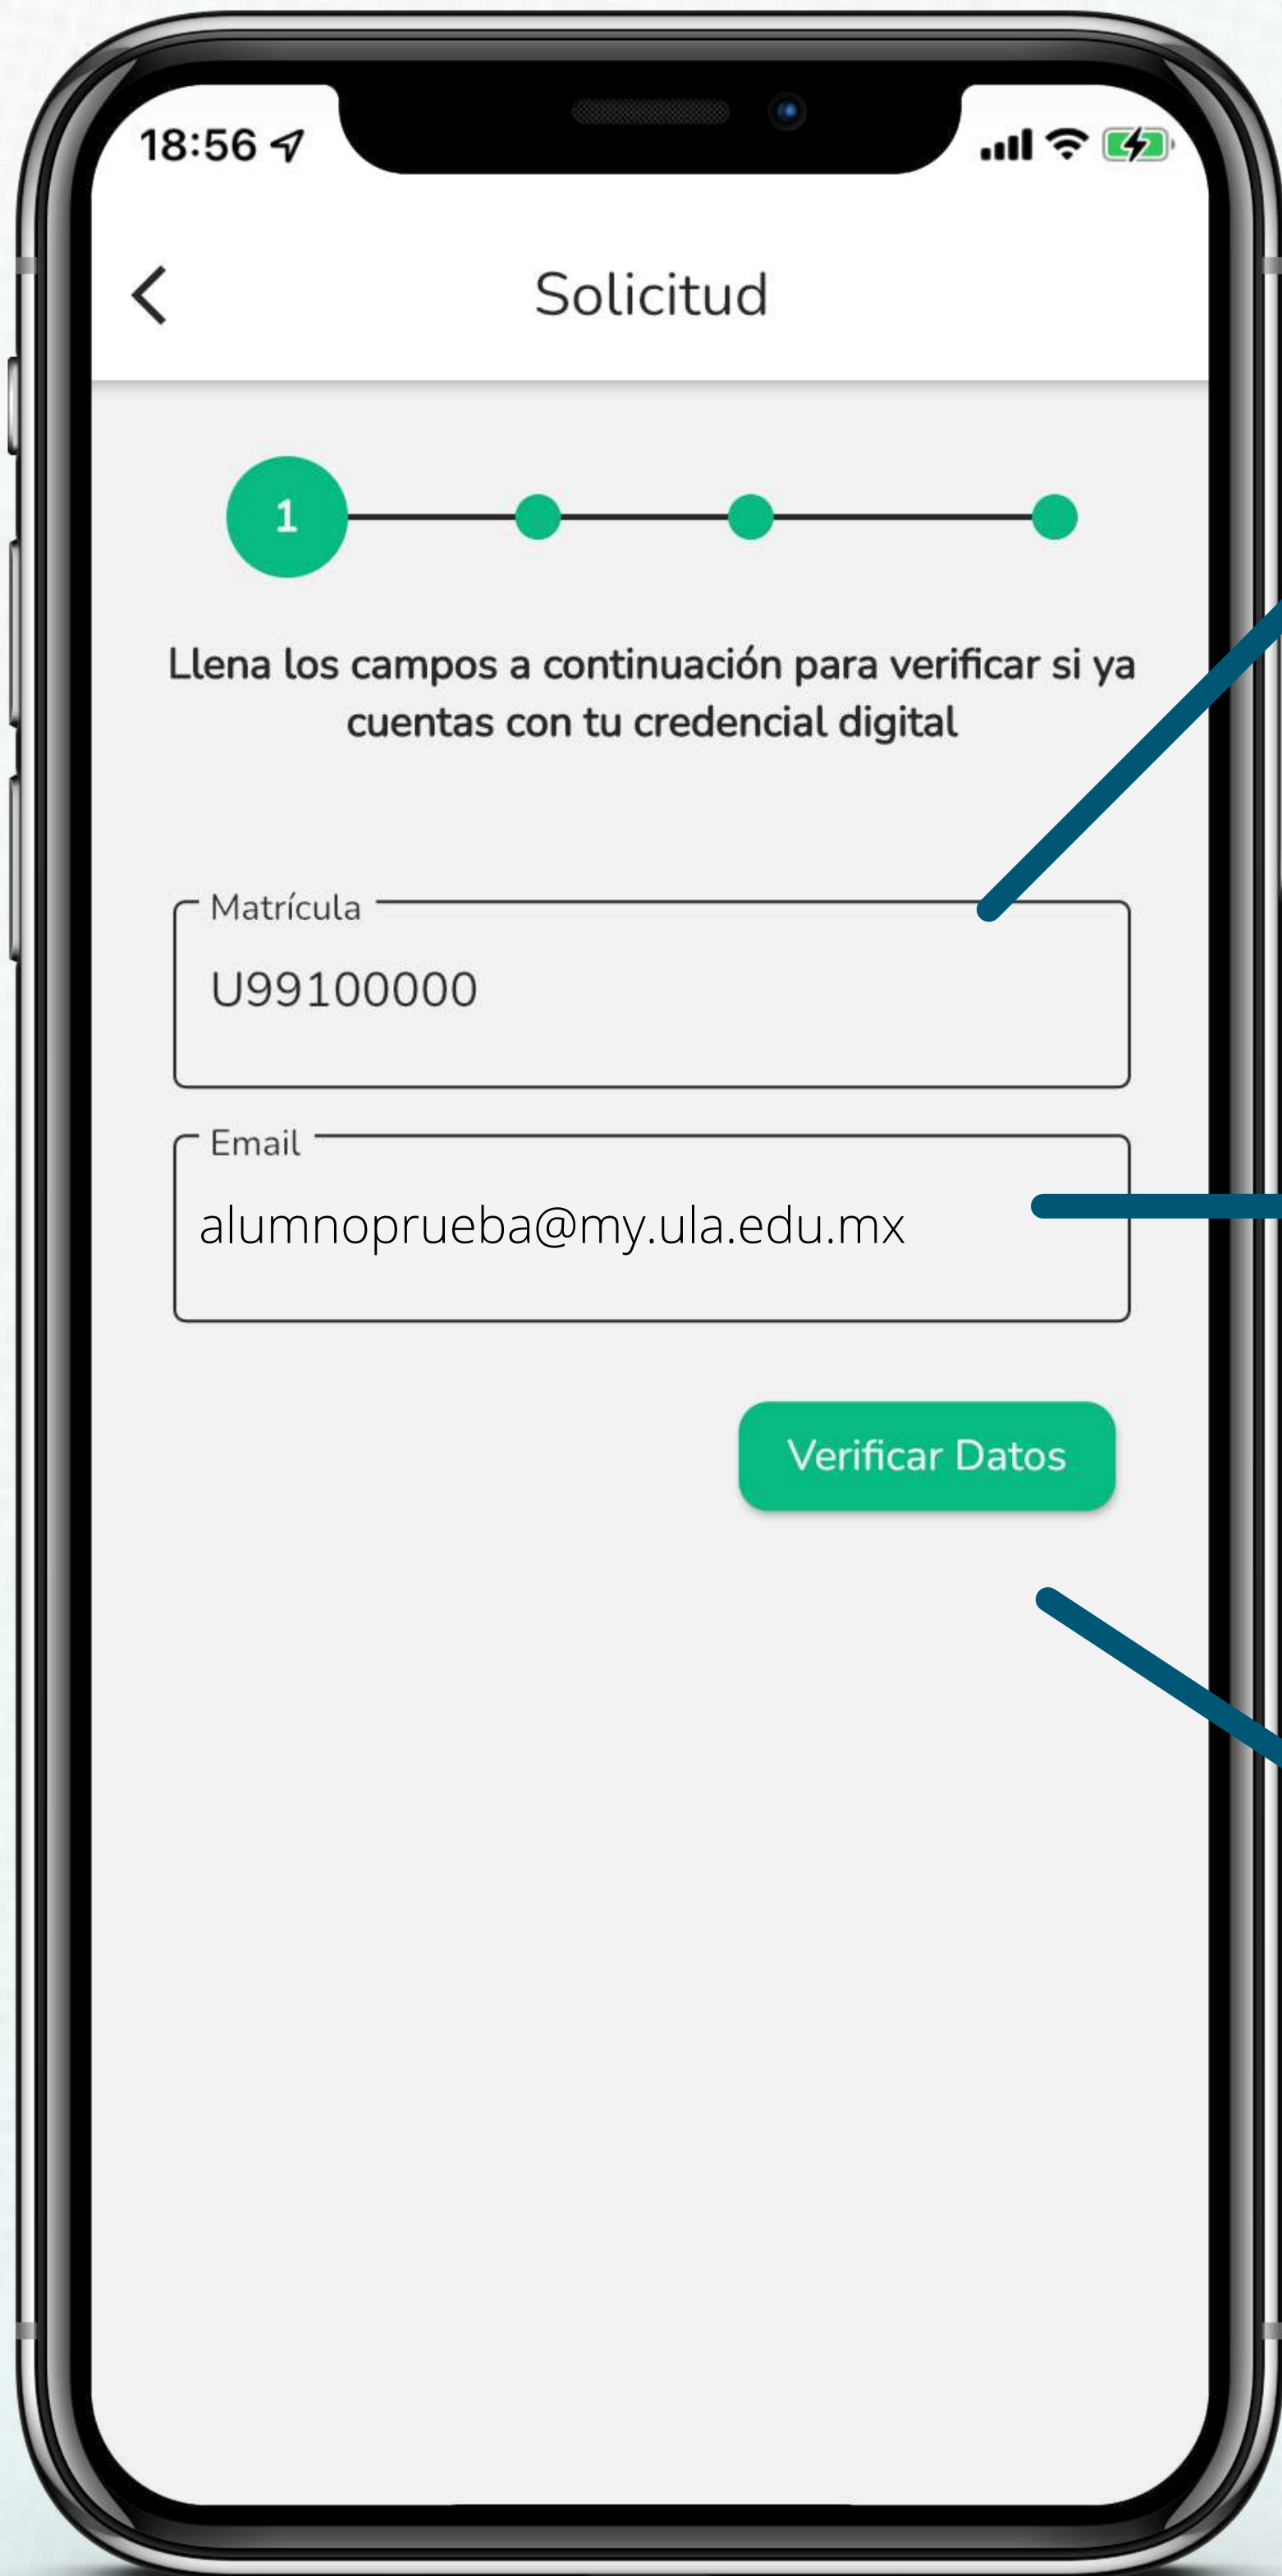 18:56
Solicitud
1
Llena los campos a continuación para verificar si ya
cuentas con tu credencial digital
Matrícula
U99100000
Email
alumnoprueba@my.ula.edu.mx
Verificar Datos